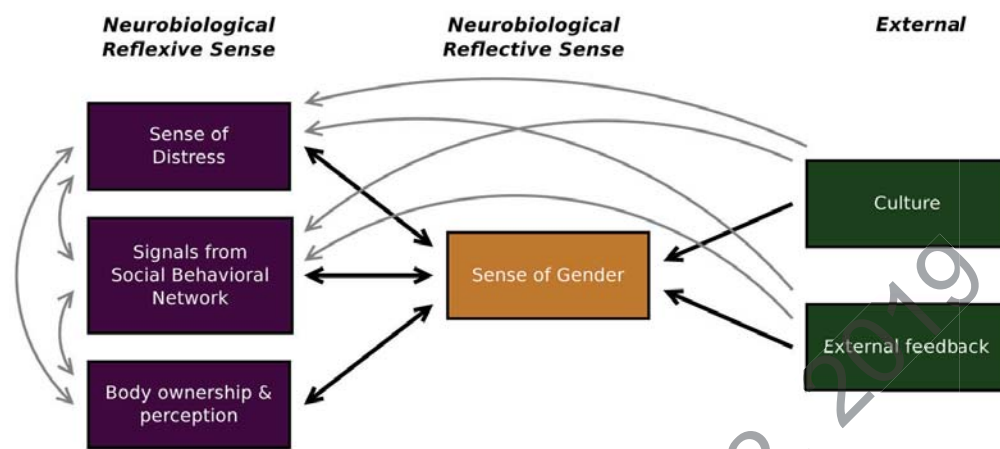 Neurobiological
Reflexive Sense
Neurobiological
Reflective Sense
External
Sense of
Distress
Signals from
Social Behavioral
Network
Body ownership &
perception
Sense of Gender
Culture
External feedback
2019